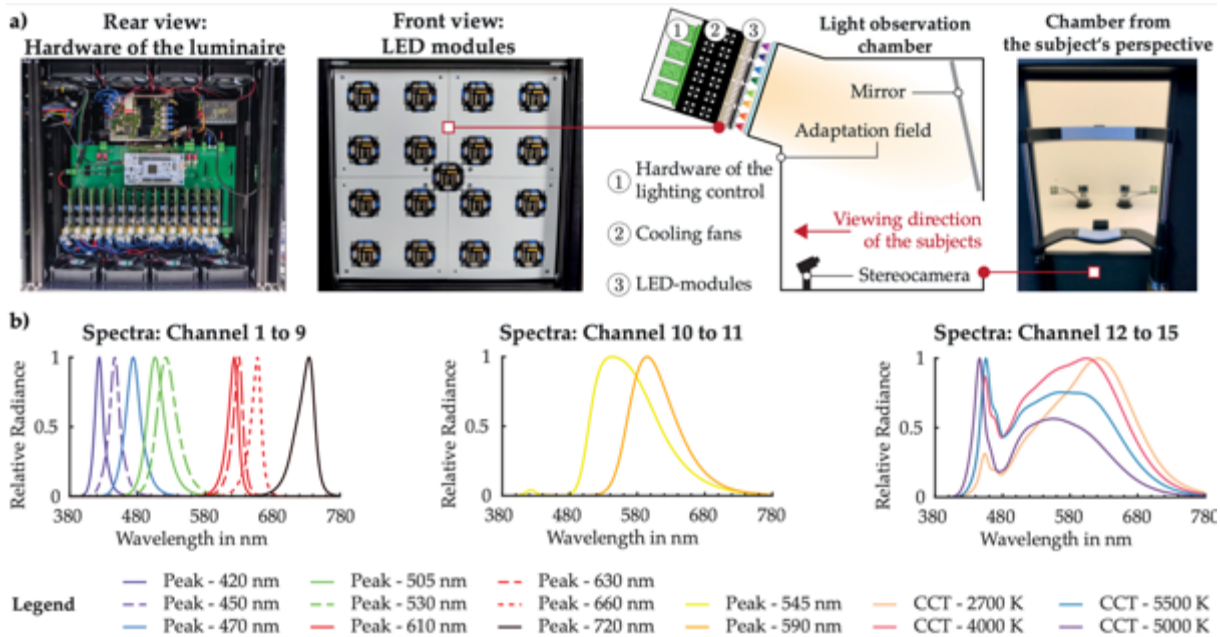 a)
Rear view:
Hardware of the luminaire
Front view:
LED modules
1
2
3
Light observation
chamber
Chamber from
the subject's perspective
Mirror
Adaptation field
1 Hardware of the
lighting control
2 Cooling fans
3 LED-modules
Viewing direction
of the subjects
Stereocamera
b)
Spectra: Channel 1 to 9
Relative Radiance
1
0.5
0
380 480 580 680 780
Wavelength in nm
Spectra: Channel 10 to 11
Relative Radiance
1
0.5
0
380 480 580 680 780
Wavelength in nm
Spectra: Channel 12 to 15
Relative Radiance
1
0.5
0
380 480 580 680 780
Wavelength in nm
Legend
Peak - 420 nm
Peak - 450 nm
Peak - 470 nm
Peak - 505 nm
Peak - 530 nm
Peak - 610 nm
Peak - 630 nm
Peak - 660 nm
Peak - 720 nm
Peak - 545 nm
Peak - 590 nm
CCT - 2700 K
CCT - 4000 K
CCT - 5500 K
CCT - 5000 K